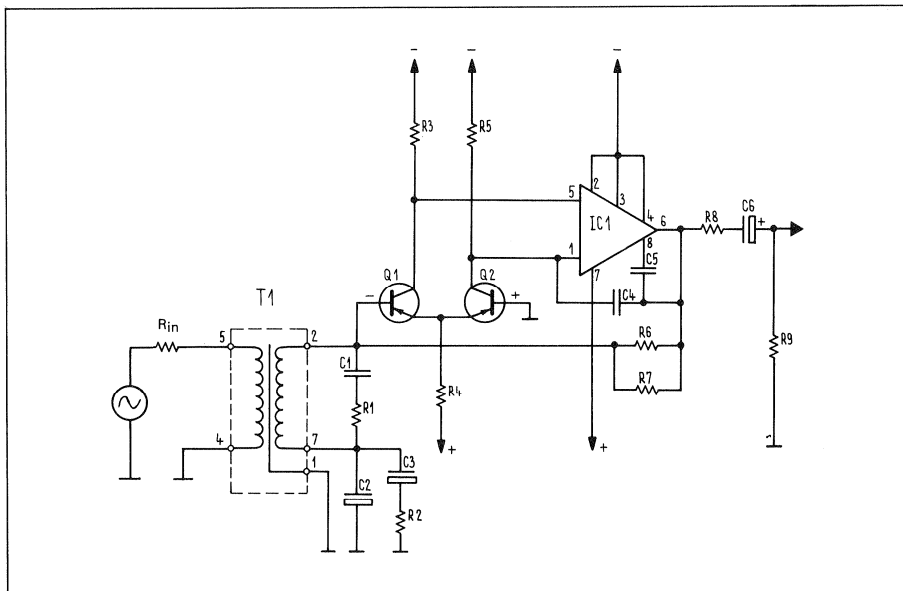 - - -
R3 R5
5 2 3 4 6
IC1 R8 C6 +
1 8 C5
Q1 Q2 7
- + C4
T1
Rin 5 2 R6 R9
C1 R7
R1 R4
4 7 + +
1 C3
C2 R2